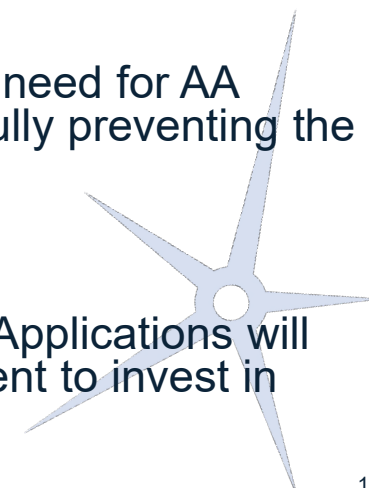 need for AA
ully preventing the
Applications will
ent to invest in
1